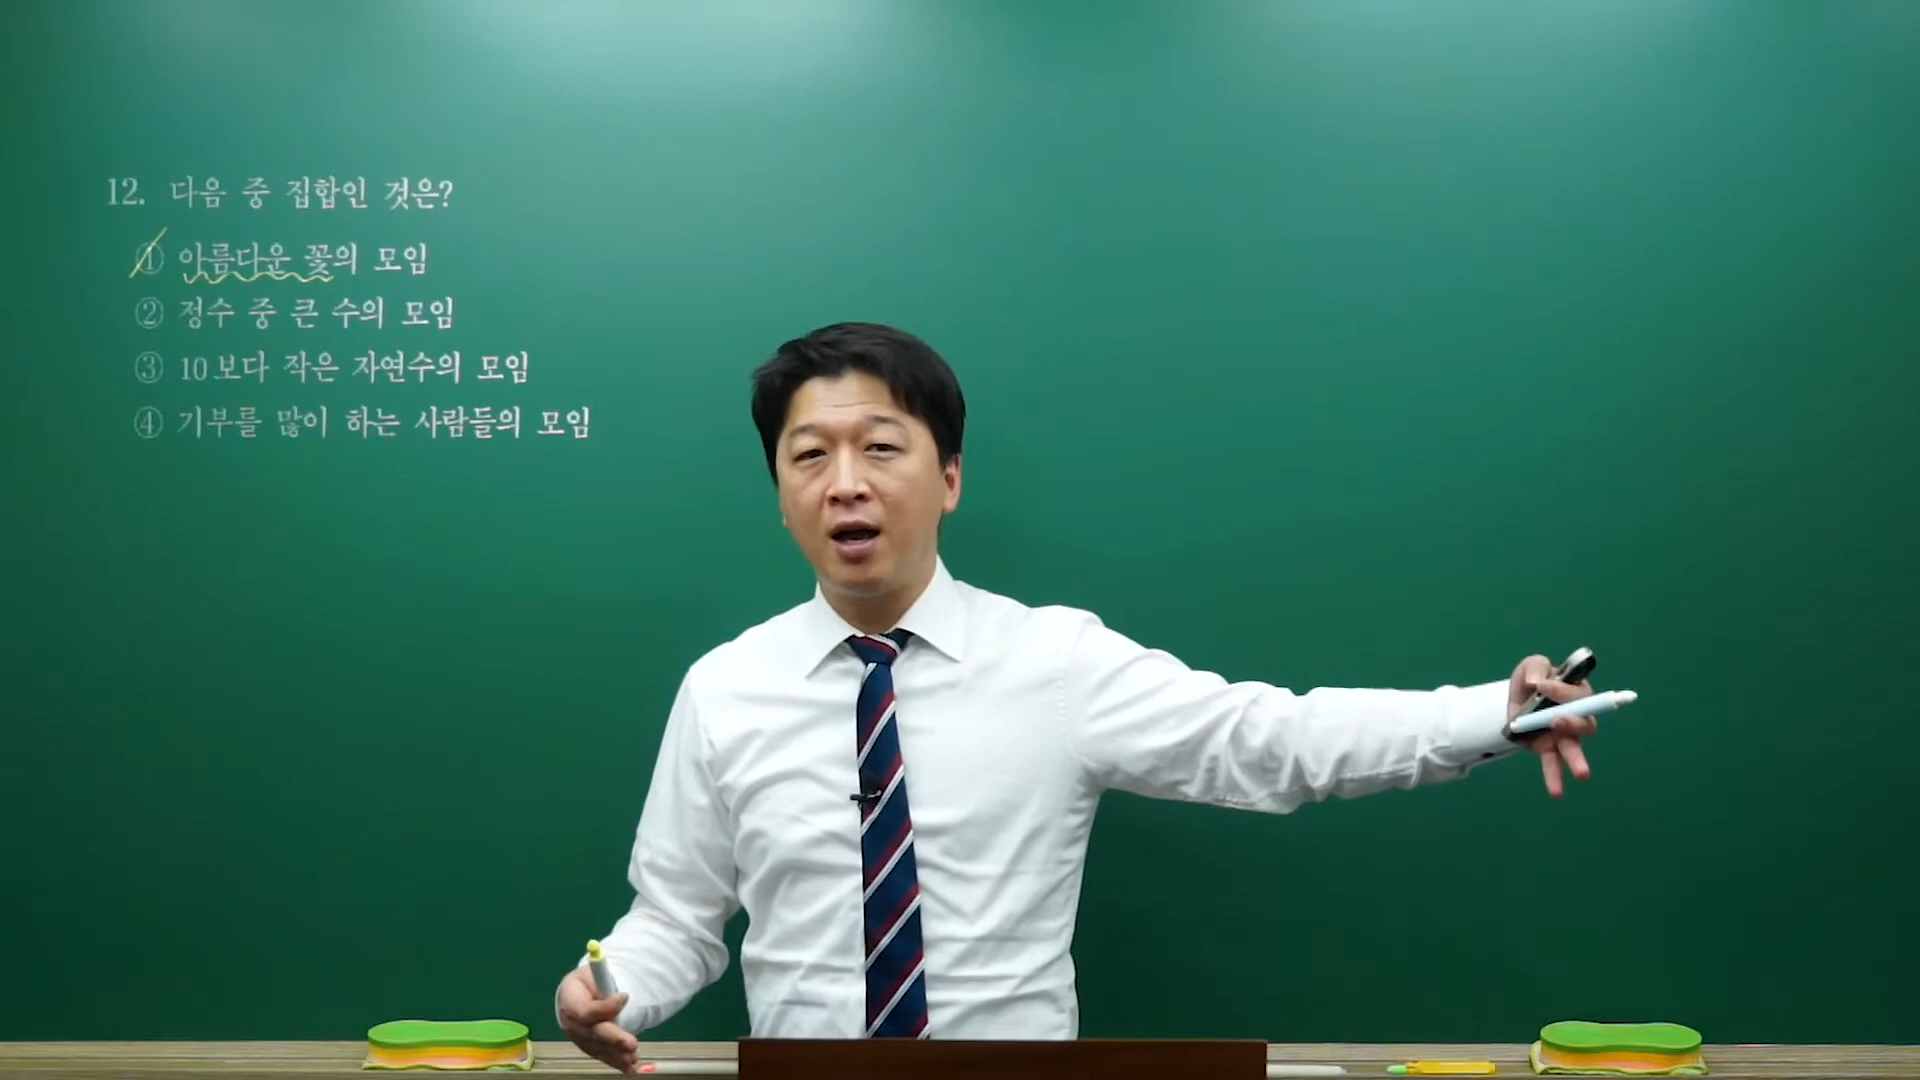 12. 다음 중 집합인 것은?
① 아름다운 꽃의 모임
② 정수 중 큰 수의 모임
③ 10보다 작은 자연수의 모임
④ 기부를 많이 하는 사람들의 모임